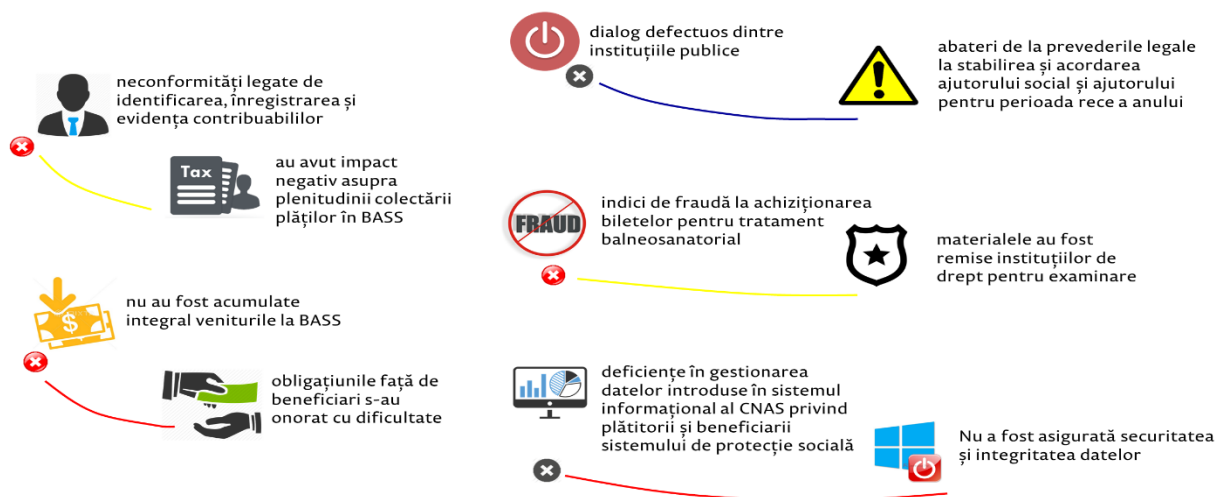 neconformități legate de
identificarea, înregistrarea și
evidența contribuabililor
Tax
au avut impact
negativ asupra
plenitudinii colectării
plăților în BASS
nu au fost acumulate
integral veniturile la BASS
$
obligațiunile față de
beneficiari s-au
onorat cu dificultate
dialog defectuos dintre
instituțiile publice
abateri de la prevederile legale
la stabilirea și acordarea
ajutorului social și ajutorului
pentru perioada rece a anului
FRAUD
indici de fraudă la achiziționarea
biletelor pentru tratament
balneosanatorial
materialele au fost
remise instituțiilor de
drept pentru examinare
deficiențe în gestionarea
datelor introduse în sistemul
informațional al CNAS privind
plătitorii și beneficiarii
sistemului de protecție socială
Nu a fost asigurată securitatea
și integritatea datelor